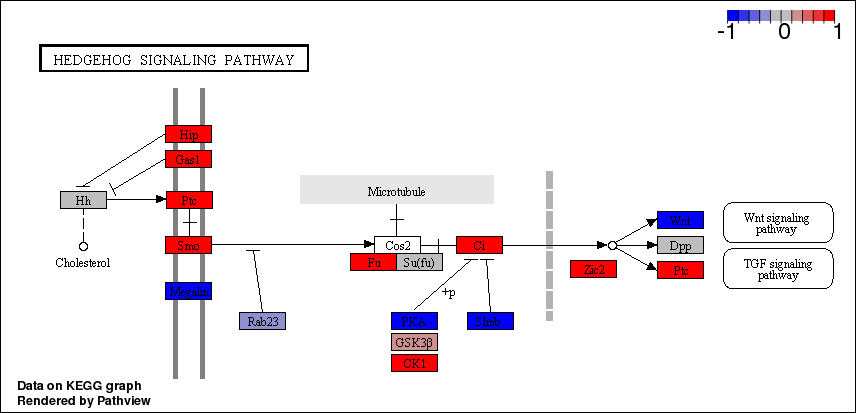 -1 0 1
HEDGEHOG SIGNALING PATHWAY
Hip
Gas1
Hh
Ptc
Microtubule
Smo
Cos2
Ci
Fu
Su(fu)
Cholesterol
Megalin
Rab23
+p
PKA
Slimb
GSK3β
CK1
Zic2
Wnt
Dpp
Ptc
Wnt signaling
pathway
TGF signaling
pathway
Data on KEGG graph
Rendered by Pathview